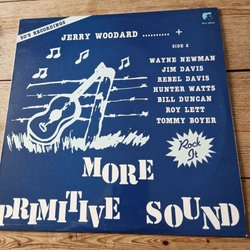 50'S RECORDINGS
JERRY WOODARD .......... +
SIDE 2
WAYNE NEWMAN
JIM DAVIS
REBEL DAVIS
HUNTER WATTS
BILL DUNCAN
ROY LETT
TOMMY BOYER
Rock It
MORE
PRIMITIVE SOUND